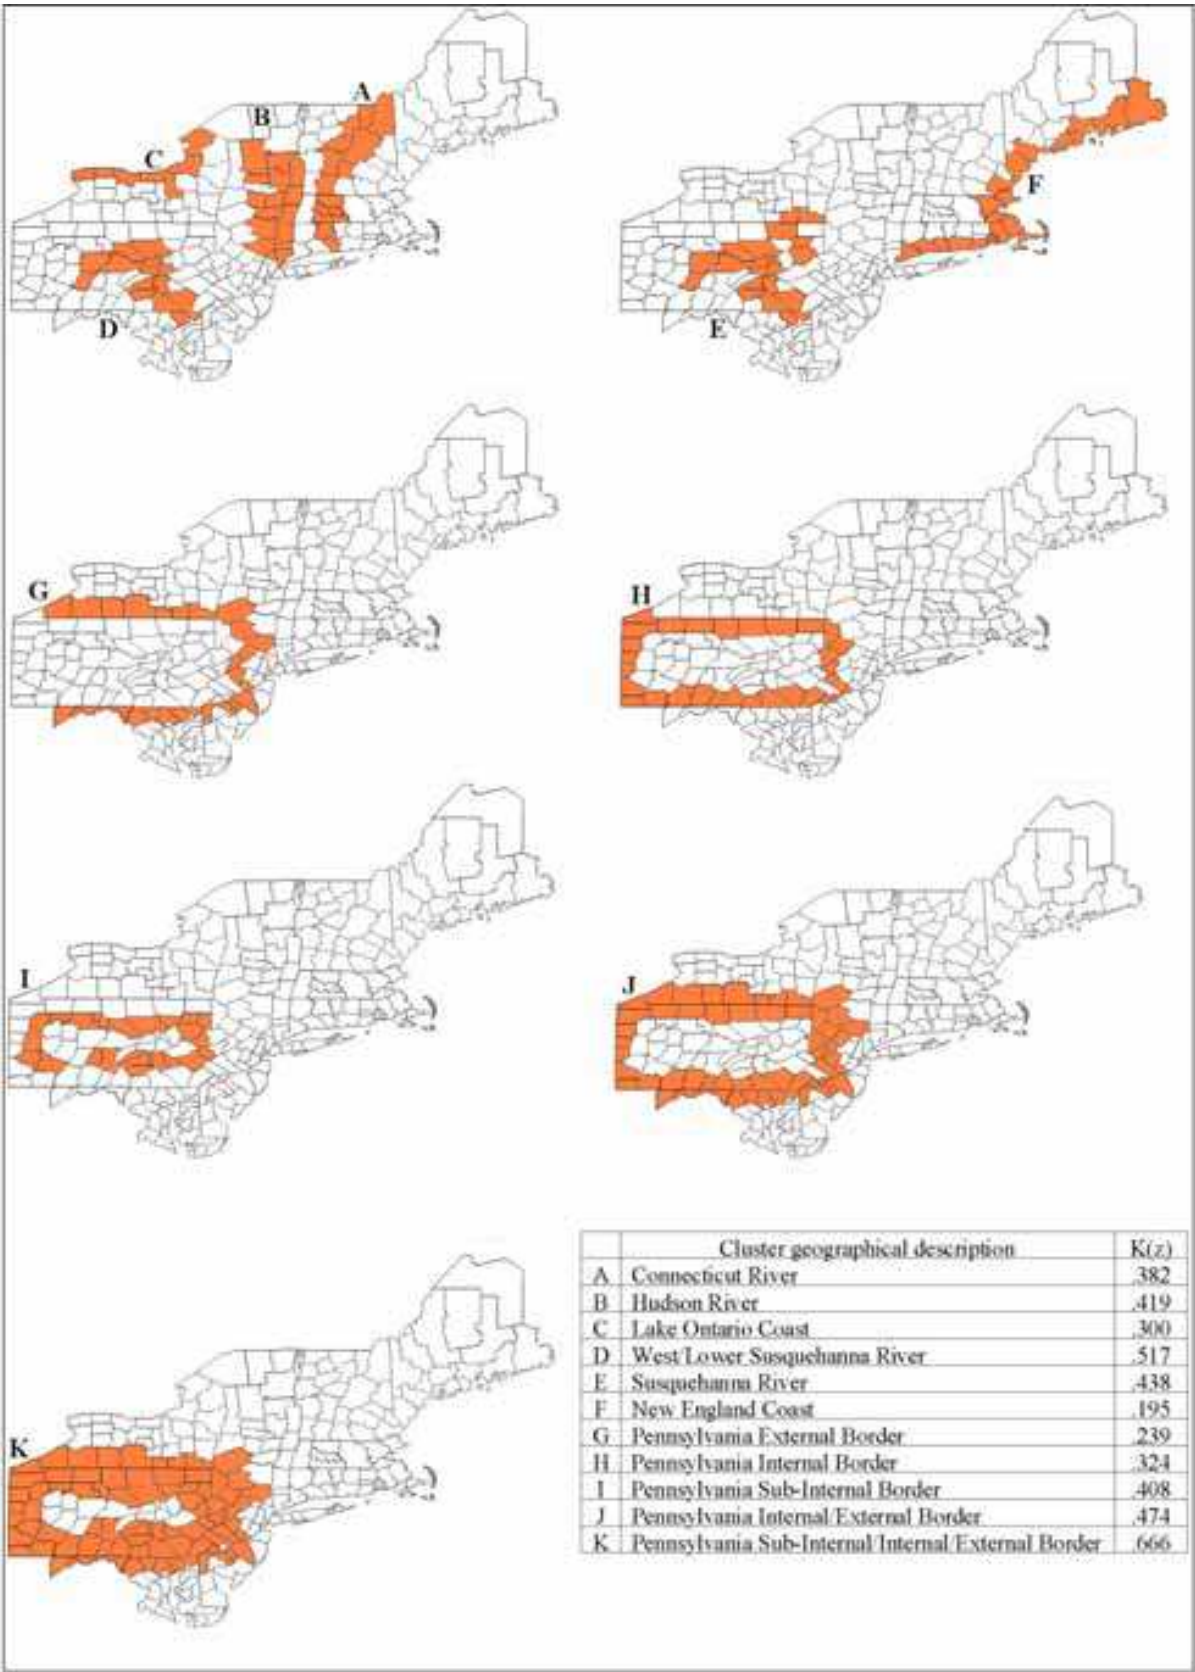 A
B
C
D
E
F
G
H
I
J
K
Cluster geographical description K(z)
A Connecticut River .382
B Hudson River .419
C Lake Ontario Coast .300
D West/Lower Susquehanna River .517
E Susquehanna River .438
F New England Coast .195
G Pennsylvania External Border .239
H Pennsylvania Internal Border .324
I Pennsylvania Sub-Internal Border .408
J Pennsylvania Internal/External Border .474
K Pennsylvania Sub-Internal/Internal/External Border .666